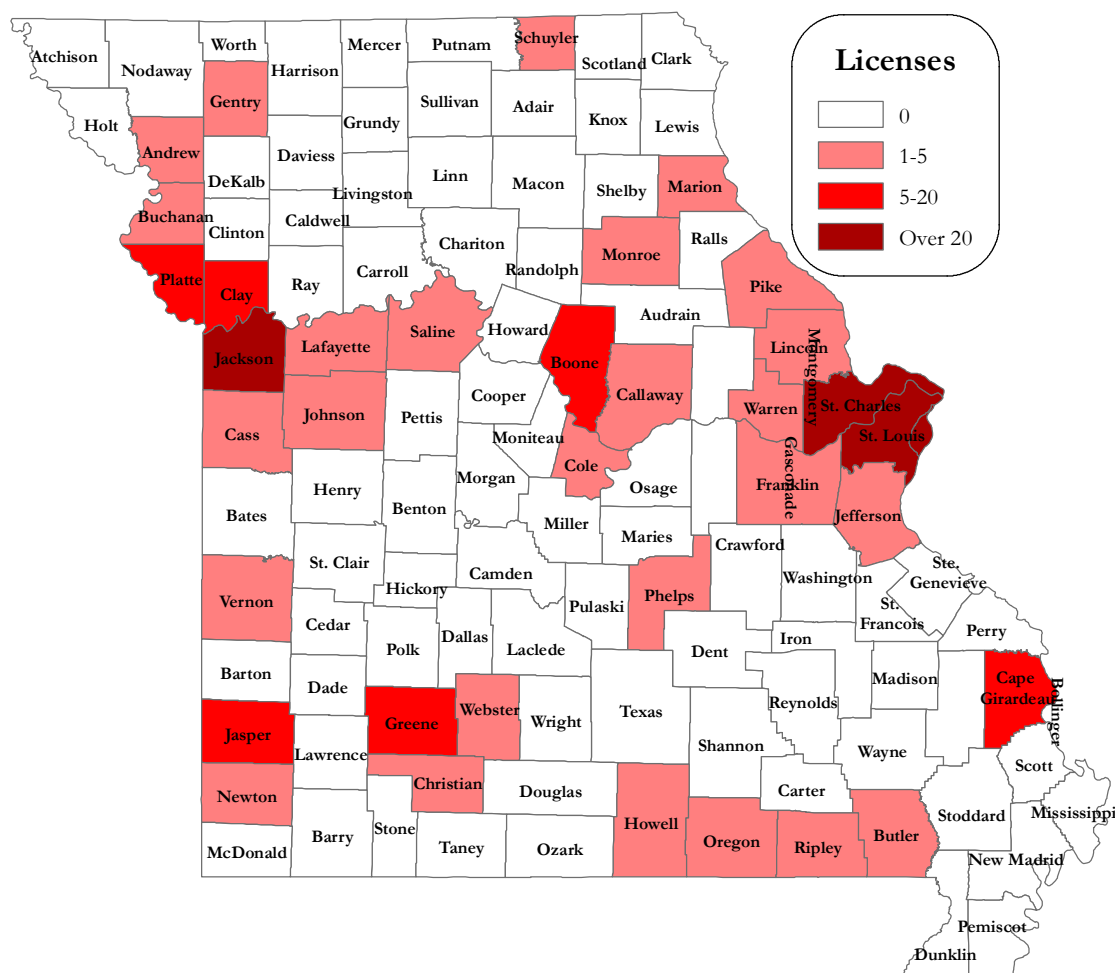 Licenses
0
1-5
5-20
Over 20
Atchison
Nodaway
Worth
Harrison
Mercer
Putnam
Schuyler
Scotland
Clark
Holt
Gentry
Grundy
Sullivan
Adair
Knox
Lewis
Andrew
DeKalb
Daviess
Livingston
Linn
Macon
Shelby
Marion
Buchanan
Clinton
Caldwell
Chariton
Randolph
Monroe
Ralls
Platte
Clay
Ray
Carroll
Saline
Howard
Boone
Audrain
Pike
Jackson
Lafayette
Lincoln
Montgomery
Cass
Johnson
Pettis
Cooper
Moniteau
Callaway
Warren
St. Charles
St. Louis
Cole
Osage
Gasconade
Franklin
Jefferson
Bates
Henry
Benton
Morgan
Miller
Maries
Crawford
Washington
Ste.
Genevieve
Vernon
St. Clair
Hickory
Camden
Pulaski
Phelps
St.
Francois
Perry
Barton
Cedar
Polk
Dallas
Laclede
Dent
Iron
Madison
Cape
Girardeau
Bollinger
Dade
Jasper
Greene
Webster
Wright
Texas
Reynolds
Shannon
Wayne
Scott
Lawrence
Newton
Christian
Douglas
Carter
Stoddard
Mississippi
McDonald
Barry
Stone
Taney
Ozark
Howell
Oregon
Ripley
Butler
New Madrid
Pemiscot
Dunklin